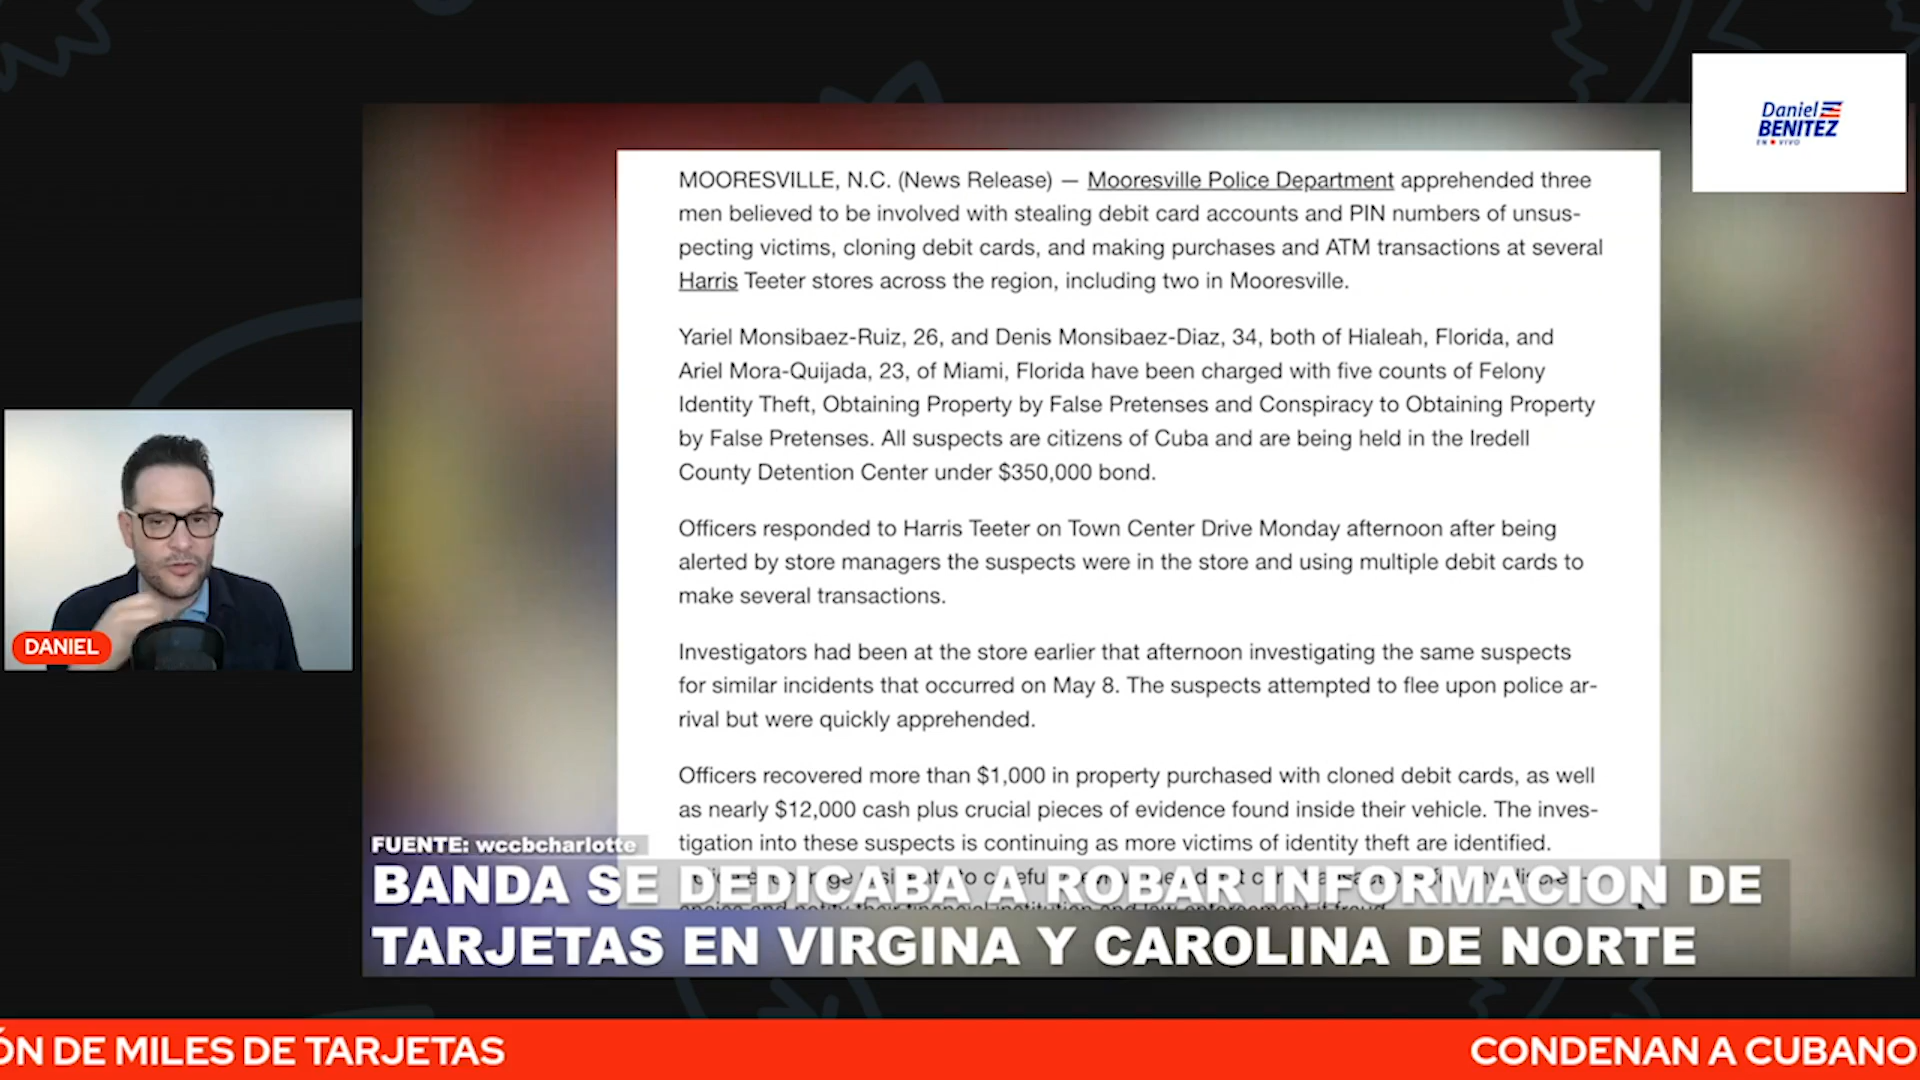 Daniel
BENITEZ
EN VIVO
MOORESVILLE, N.C. (News Release) — Mooresville Police Department apprehended three
men believed to be involved with stealing debit card accounts and PIN numbers of unsus-
pecting victims, cloning debit cards, and making purchases and ATM transactions at several
Harris Teeter stores across the region, including two in Mooresville.
Yariel Monsibaez-Ruiz, 26, and Denis Monsibaez-Diaz, 34, both of Hialeah, Florida, and
Ariel Mora-Quijada, 23, of Miami, Florida have been charged with five counts of Felony
Identity Theft, Obtaining Property by False Pretenses and Conspiracy to Obtaining Property
by False Pretenses. All suspects are citizens of Cuba and are being held in the Iredell
County Detention Center under $350,000 bond.
Officers responded to Harris Teeter on Town Center Drive Monday afternoon after being
alerted by store managers the suspects were in the store and using multiple debit cards to
make several transactions.
Investigators had been at the store earlier that afternoon investigating the same suspects
for similar incidents that occurred on May 8. The suspects attempted to flee upon police ar-
rival but were quickly apprehended.
Officers recovered more than $1,000 in property purchased with cloned debit cards, as well
as nearly $12,000 cash plus crucial pieces of evidence found inside their vehicle. The inves-
tigation into these suspects is continuing as more victims of identity theft are identified.
DANIEL
FUENTE: wccbcharlotte
BANDA SE DEDICABA A ROBAR INFORMACION DE
TARJETAS EN VIRGINA Y CAROLINA DE NORTE
ÓN DE MILES DE TARJETAS
CONDENAN A CUBANO